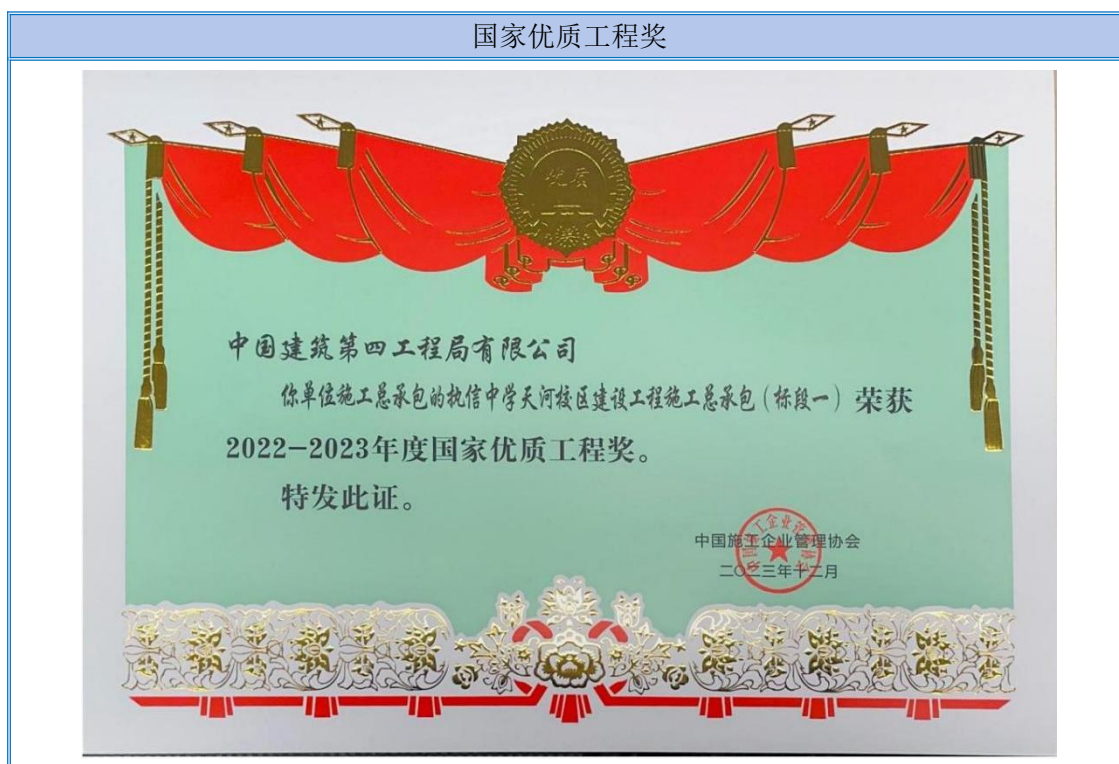 国家优质工程奖
优质
中国建筑第四工程局有限公司
你单位施工总承包的执信中学天河校区建设工程施工总承包（标段一）荣获
2022-2023年度国家优质工程奖。
特发此证。
中国施工企业管理协会
二〇二三年十二月